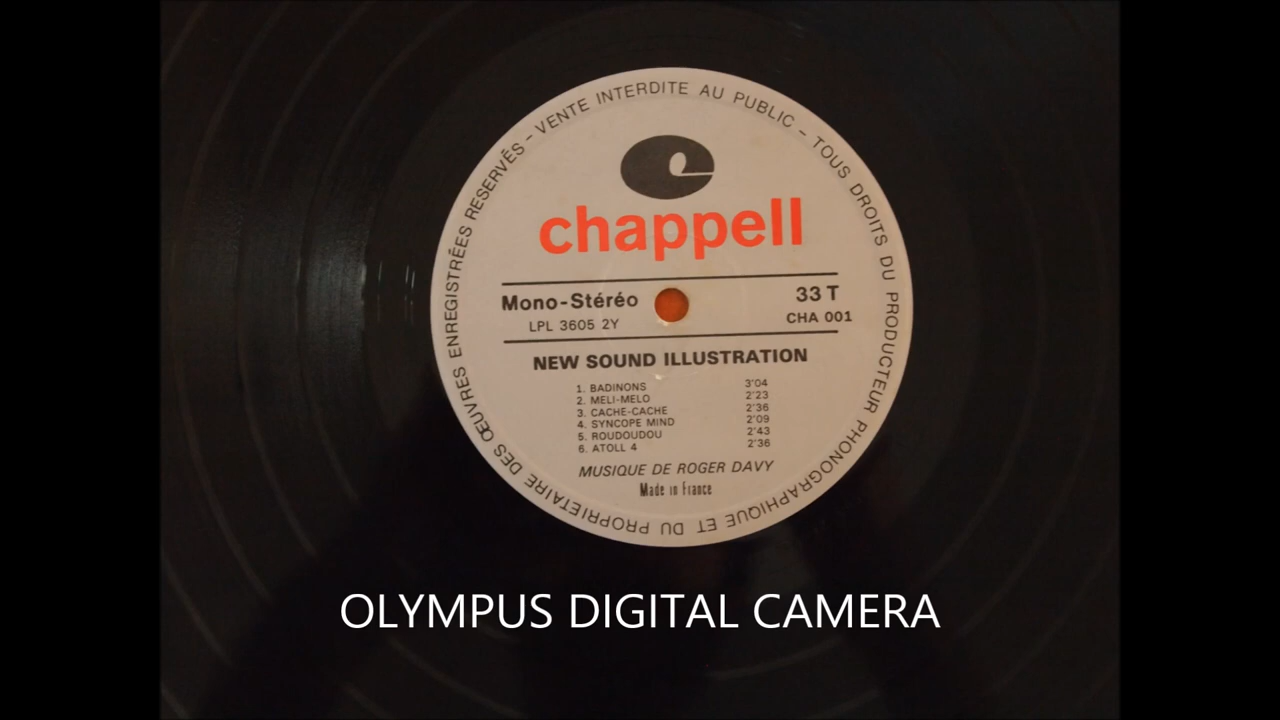 VENTE INTERDITE AU PUBLIC – TOUS DROITS DU PRODUCTEUR PHONOGRAPHIQUE ET DU PROPRIETAIRE DES ŒUVRES ENREGISTRÉES RESERVÉS –
chappell
Mono-Stéréo 33 T
LPL 3605 2Y CHA 001
NEW SOUND ILLUSTRATION
1. BADINONS 3'04
2. MELI-MELO 2'23
3. CACHE-CACHE 2'36
4. SYNCOPE MIND 2'09
5. ROUDOUDOU 2'43
6. ATOLL 4 2'36
MUSIQUE DE ROGER DAVY
Made in France
OLYMPUS DIGITAL CAMERA